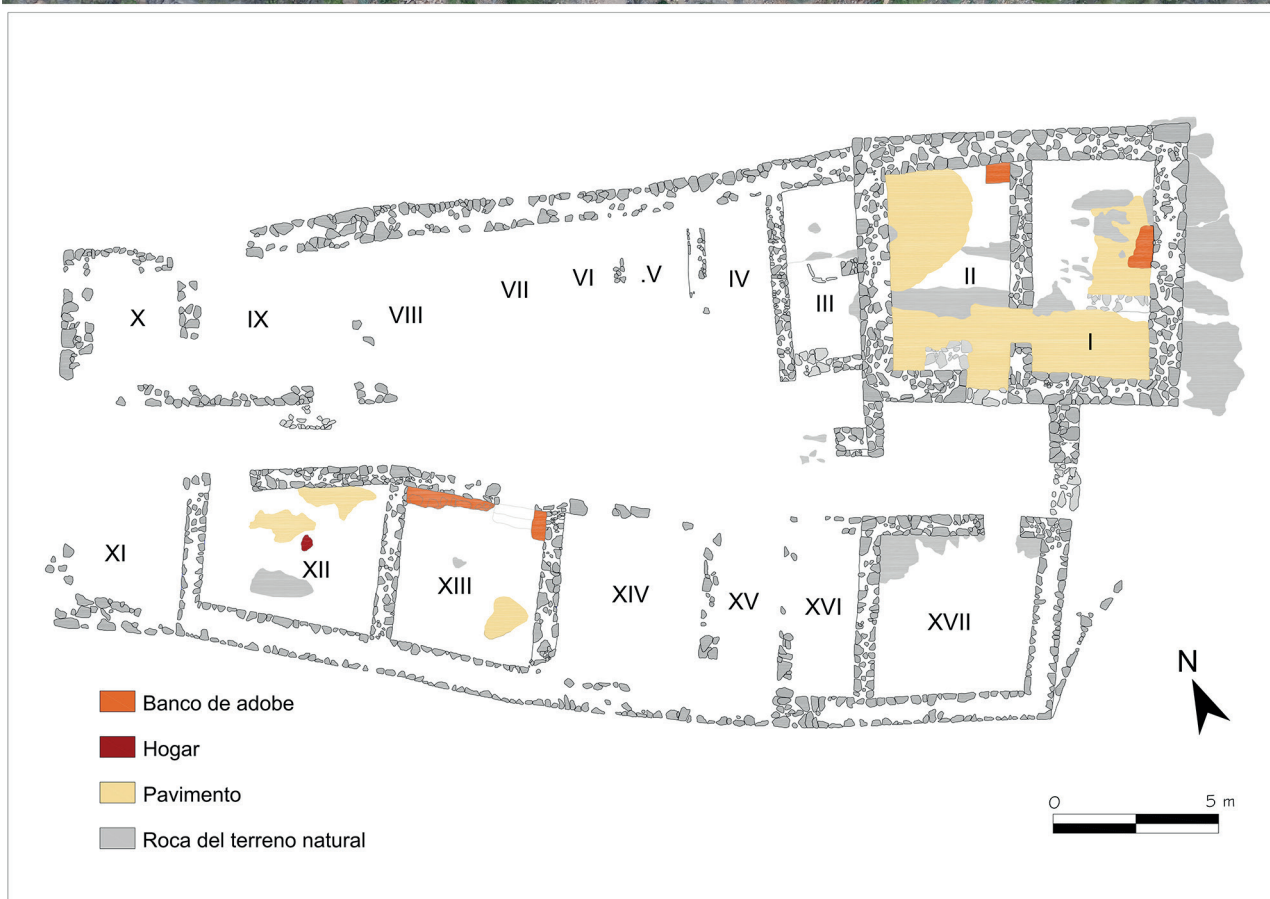 X
IX
VIII
VII
VI
.V
IV
III
II
I
XI
XII
XIII
XIV
XV
XVI
XVII
N
Banco de adobe
Hogar
Pavimento
Roca del terreno natural
0 5 m